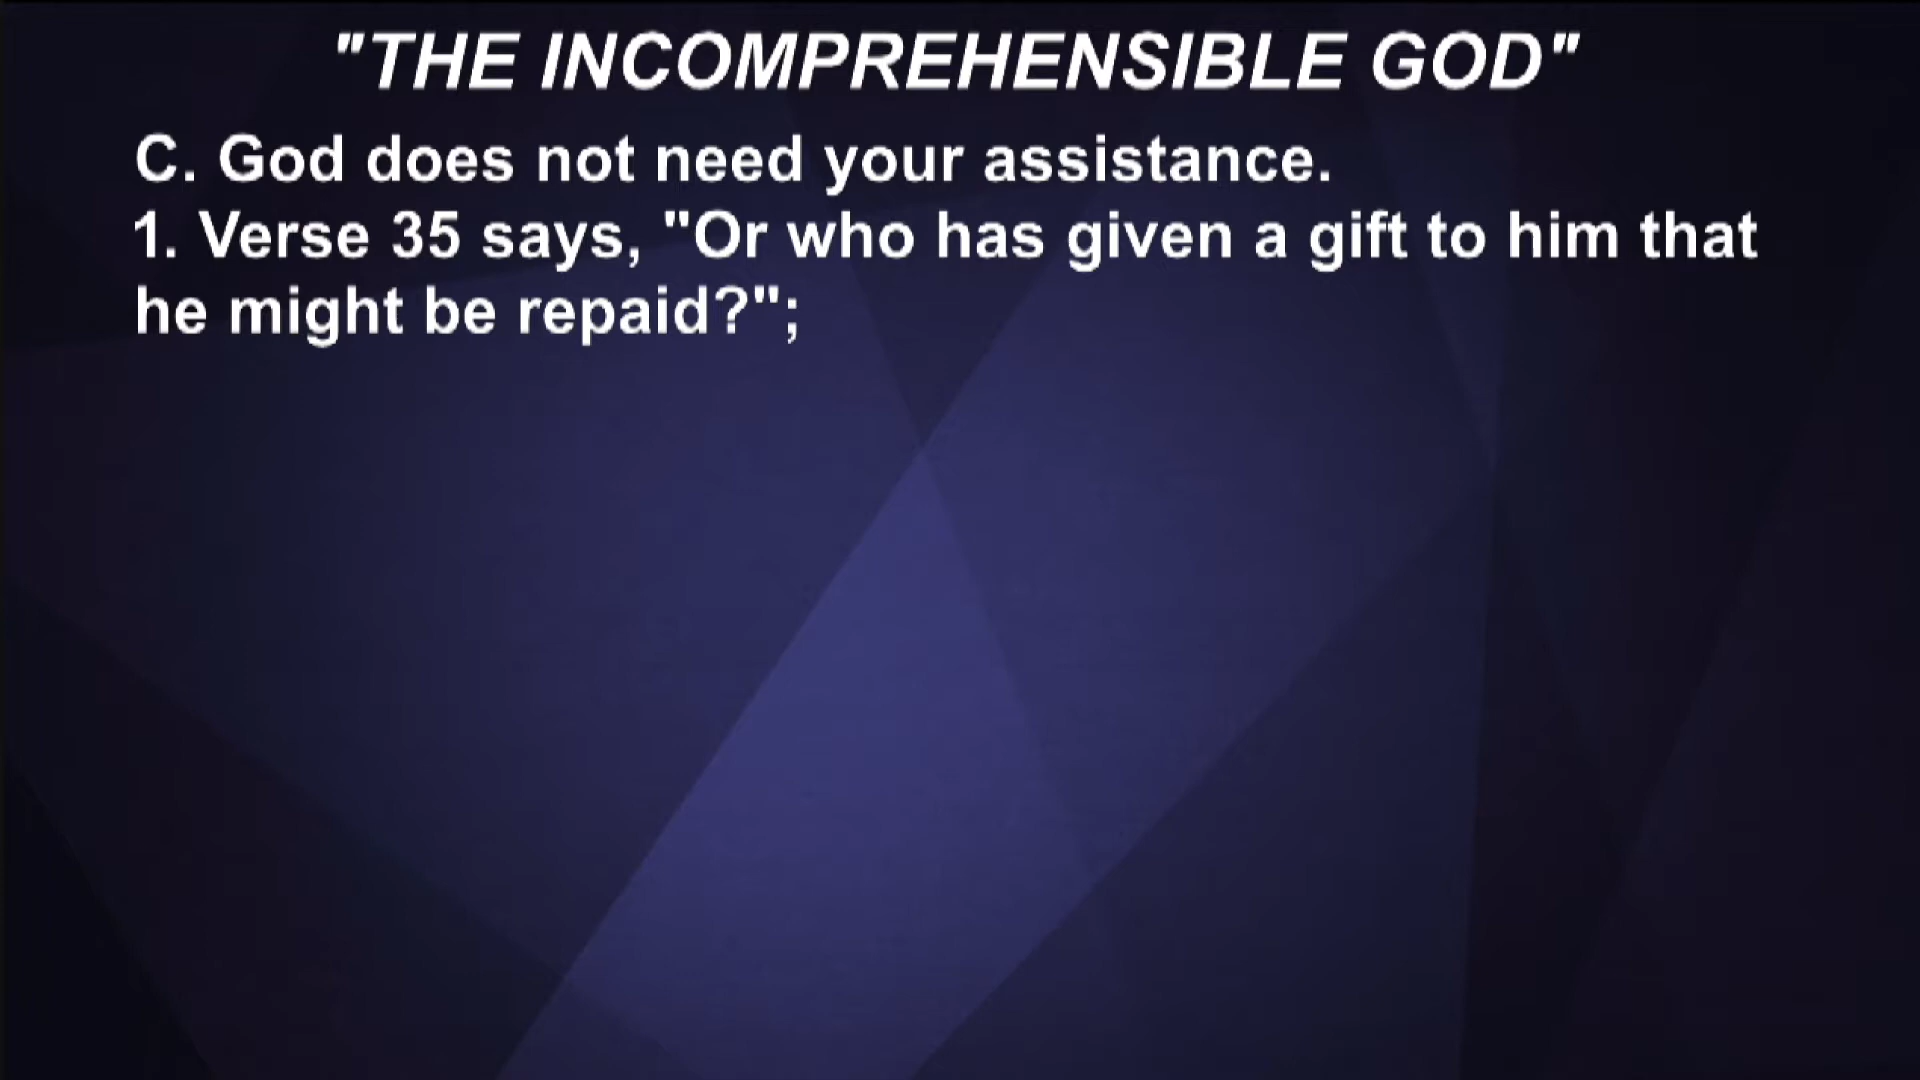 "THE INCOMPREHENSIBLE GOD"
C. God does not need your assistance.
1. Verse 35 says, "Or who has given a gift to him that
he might be repaid?";